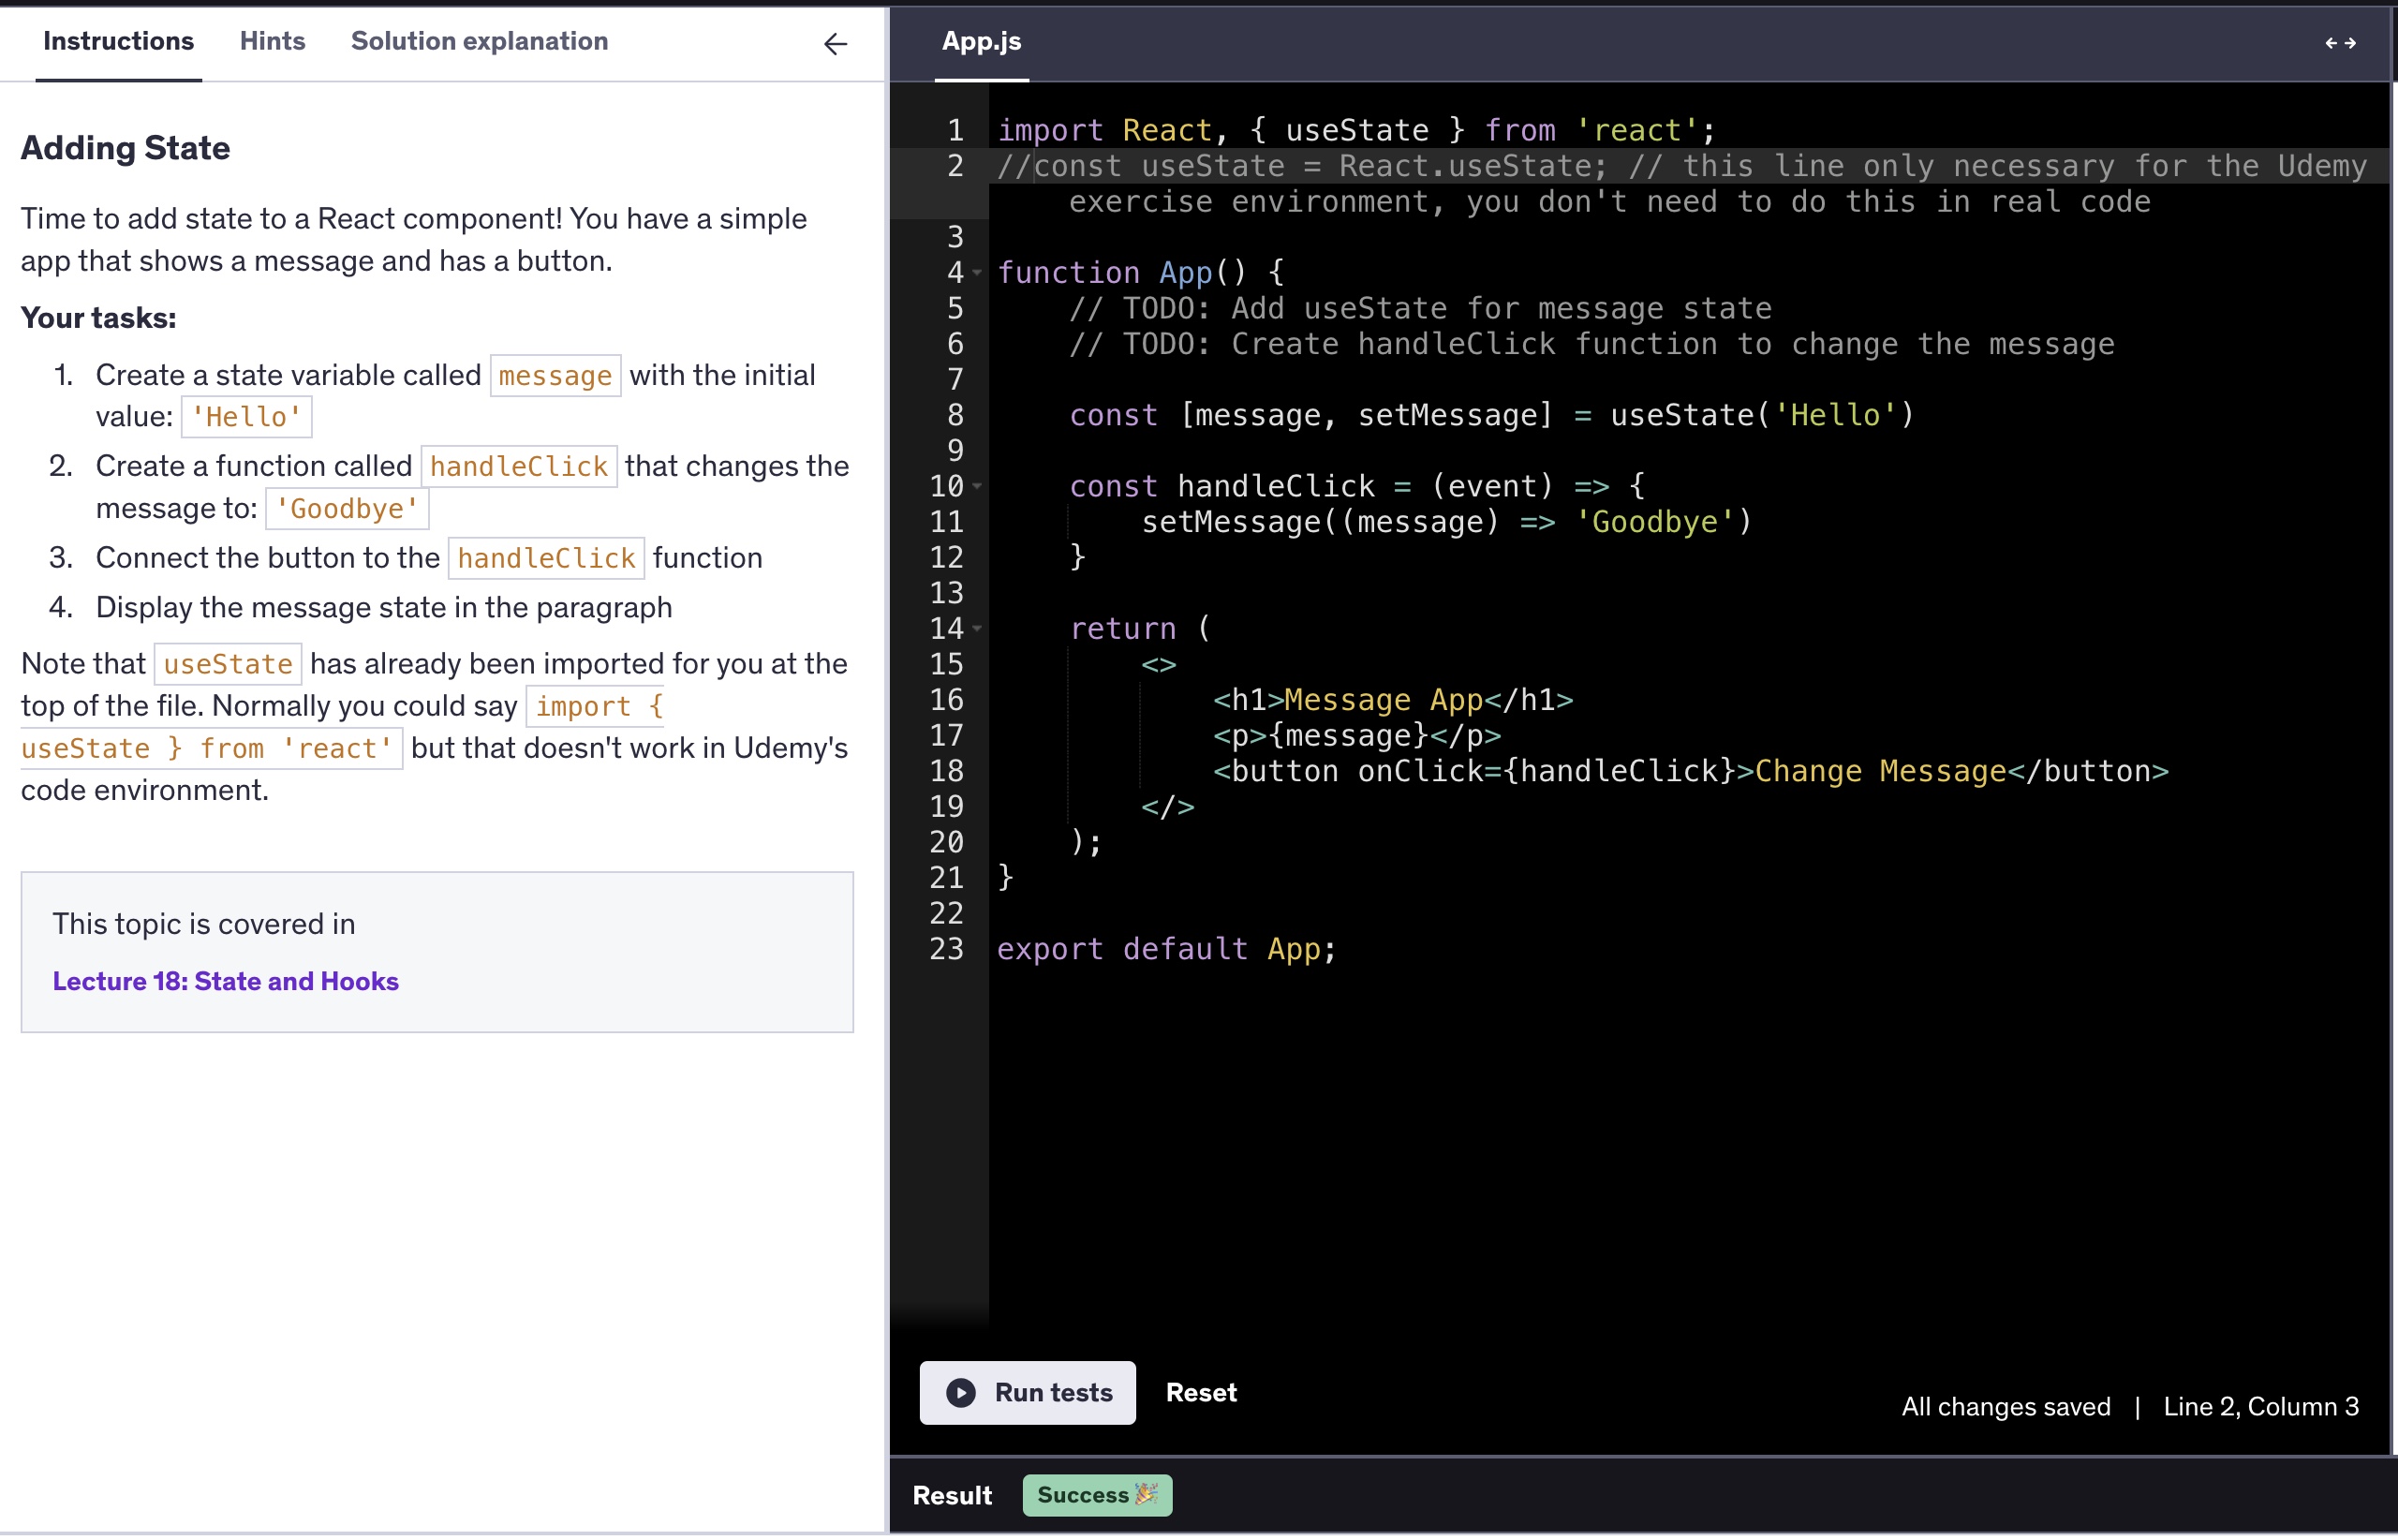 Instructions Hints Solution explanation
Adding State
Time to add state to a React component! You have a simple
app that shows a message and has a button.
Your tasks:
1. Create a state variable called message with the initial
value: 'Hello'
2. Create a function called handleClick that changes the
message to: 'Goodbye'
3. Connect the button to the handleClick function
4. Display the message state in the paragraph
Note that useState has already been imported for you at the
top of the file. Normally you could say import {
useState } from 'react' but that doesn't work in Udemy's
code environment.
This topic is covered in
Lecture 18: State and Hooks
App.js
1 import React, { useState } from 'react';
2 //const useState = React.useState; // this line only necessary for the Udemy
exercise environment, you don't need to do this in real code
3
4 function App() {
5 // TODO: Add useState for message state
6 // TODO: Create handleClick function to change the message
7
8 const [message, setMessage] = useState('Hello')
9
10 const handleClick = (event) => {
11 setMessage((message) => 'Goodbye')
12 }
13
14 return (
15 <>
16 <h1>Message App</h1>
17 <p>{message}</p>
18 <button onClick={handleClick}>Change Message</button>
19 </>
20 );
21 }
22
23 export default App;
Run tests Reset
All changes saved | Line 2, Column 3
Result Success 🎉